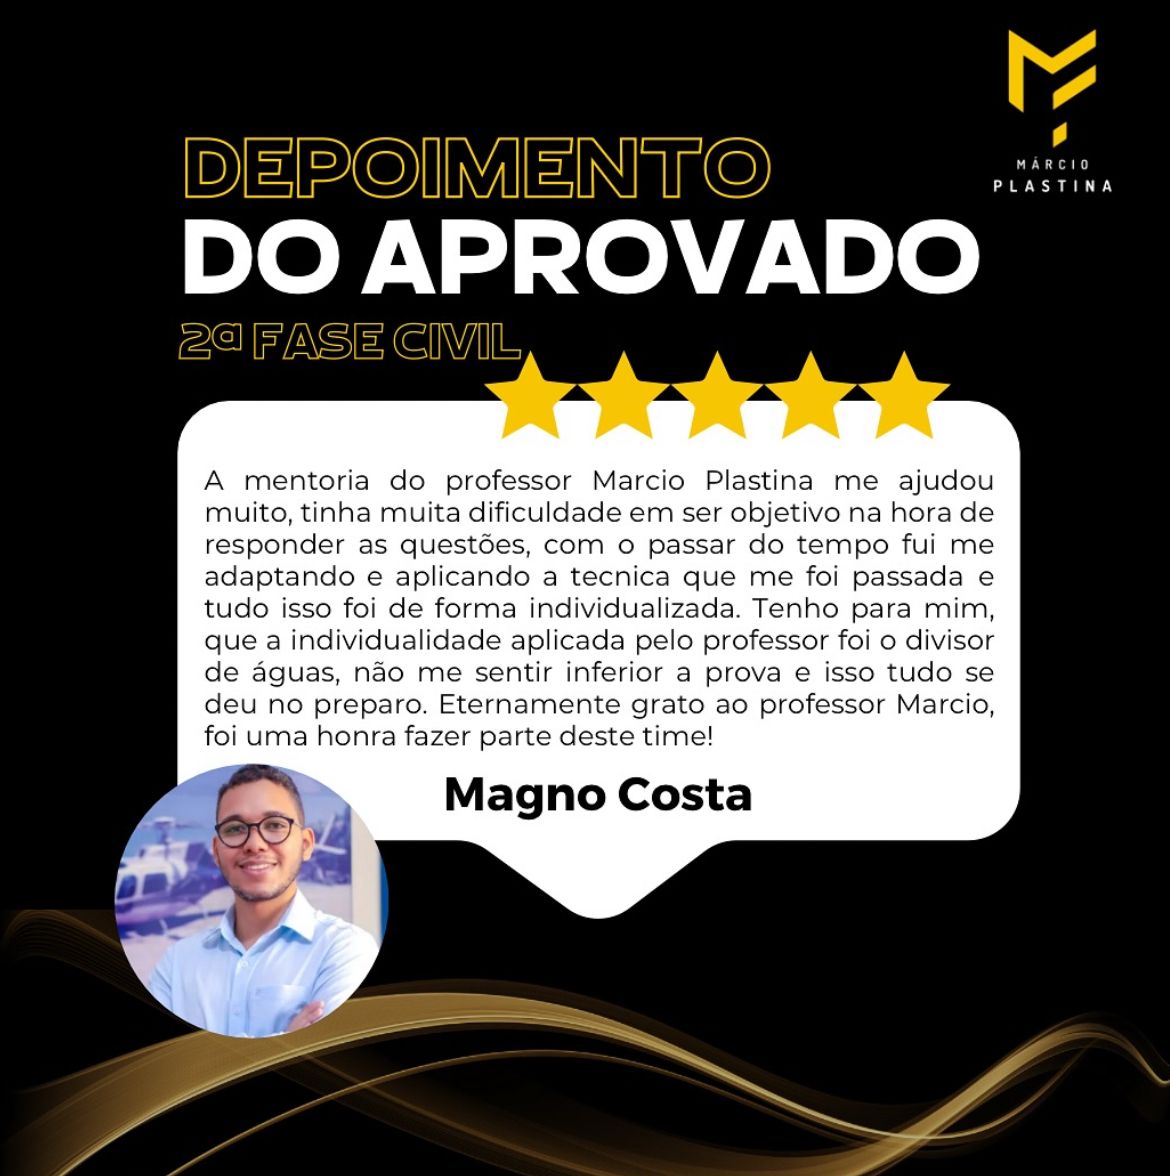 MÁRCIO
PLASTINA
DEPOIMENTO
DO APROVADO
2ª FASE CIVIL
A mentoria do professor Marcio Plastina me ajudou
muito, tinha muita dificuldade em ser objetivo na hora de
responder as questões, com o passar do tempo fui me
adaptando e aplicando a tecnica que me foi passada e
tudo isso foi de forma individualizada. Tenho para mim,
que a individualidade aplicada pelo professor foi o divisor
de águas, não me sentir inferior a prova e isso tudo se
deu no preparo. Eternamente grato ao professor Marcio,
foi uma honra fazer parte deste time!
Magno Costa